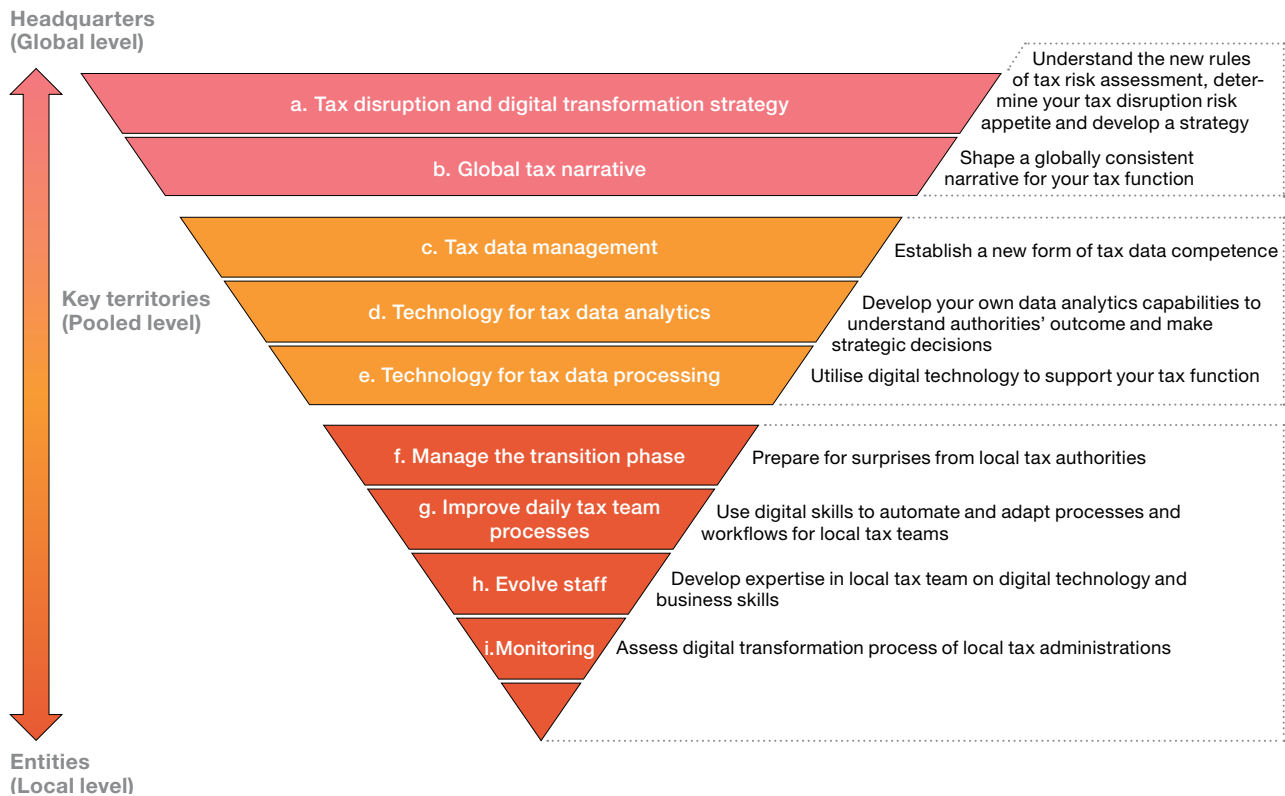 Headquarters
(Global level)
a. Tax disruption and digital transformation strategy
Understand the new rules
of tax risk assessment, deter-
mine your tax disruption risk
appetite and develop a strategy
b. Global tax narrative
Shape a globally consistent
narrative for your tax function
Key territories
(Pooled level)
c. Tax data management
Establish a new form of tax data competence
d. Technology for tax data analytics
Develop your own data analytics capabilities to
understand authorities’ outcome and make
strategic decisions
e. Technology for tax data processing
Utilise digital technology to support your tax function
f. Manage the transition phase
Prepare for surprises from local tax authorities
g. Improve daily tax team
processes
Use digital skills to automate and adapt processes and
workflows for local tax teams
h. Evolve staff
Develop expertise in local tax team on digital technology and
business skills
i.Monitoring
Assess digital transformation process of local tax administrations
Entities
(Local level)